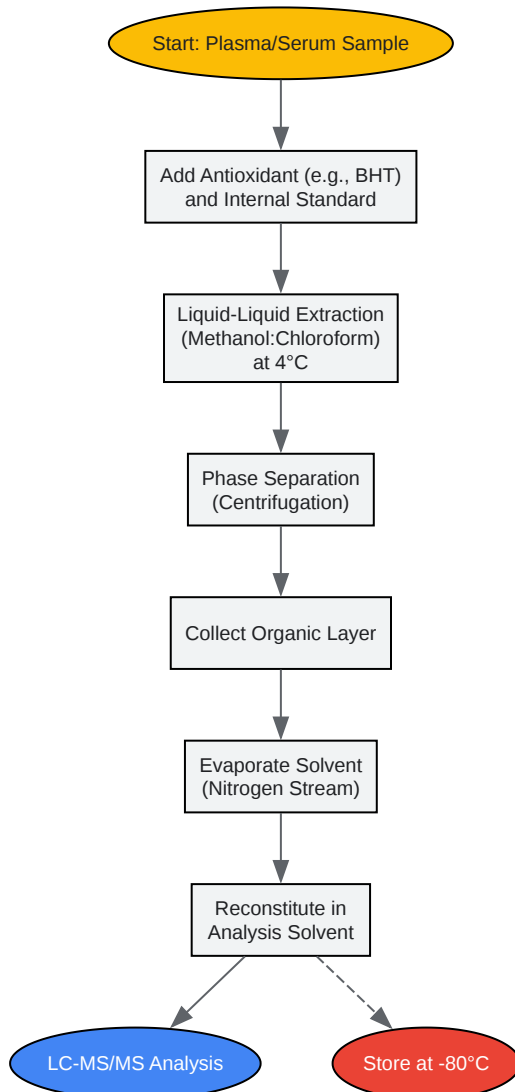 Start: Plasma/Serum Sample
Add Antioxidant (e.g., BHT)
and Internal Standard
Liquid-Liquid Extraction
(Methanol:Chloroform)
at 4°C
Phase Separation
(Centrifugation)
Collect Organic Layer
Evaporate Solvent
(Nitrogen Stream)
Reconstitute in
Analysis Solvent
LC-MS/MS Analysis
Store at -80°C